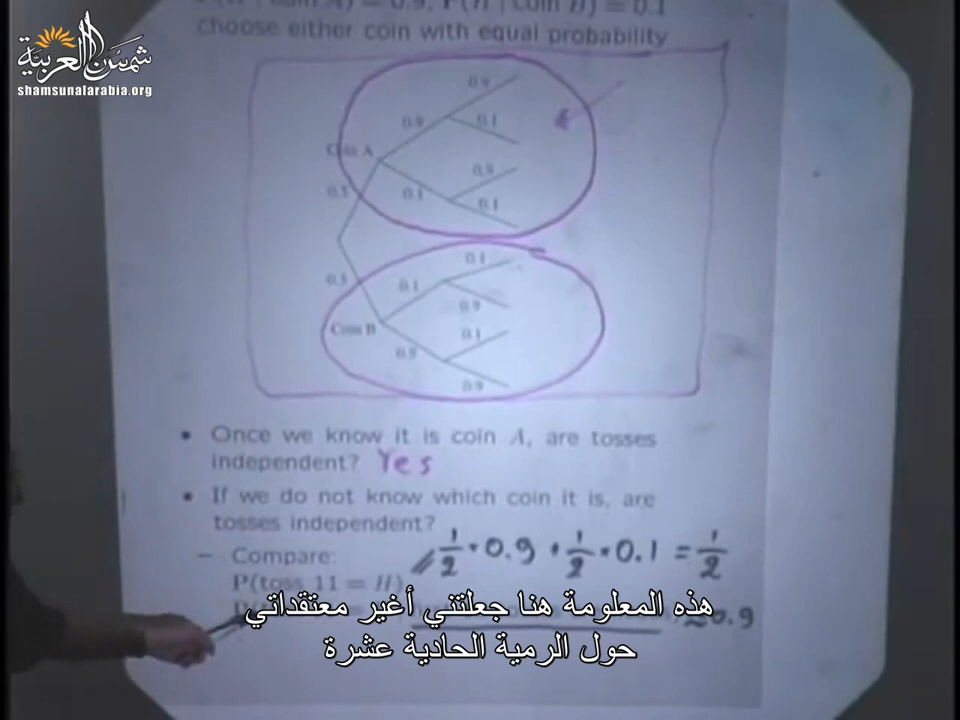 شمس العربية
shamsunalarabia.org
choose either coin with equal probability
0.9
0.9
0.1
Coin A
0.9
0.5
0.1
0.1
0.1
0.5
0.1
0.9
Coin B
0.1
0.9
0.9
• Once we know it is coin A, are tosses
independent? Yes
• If we do not know which coin it is, are
tosses independent?
– Compare:
1/2 • 0.9 + 1/2 • 0.1 = 1/2
P(toss 11 = H)
≈0.9
هذه المعلومة هنا جعلتني أغير معتقداتي
حول الرمية الحادية عشرة